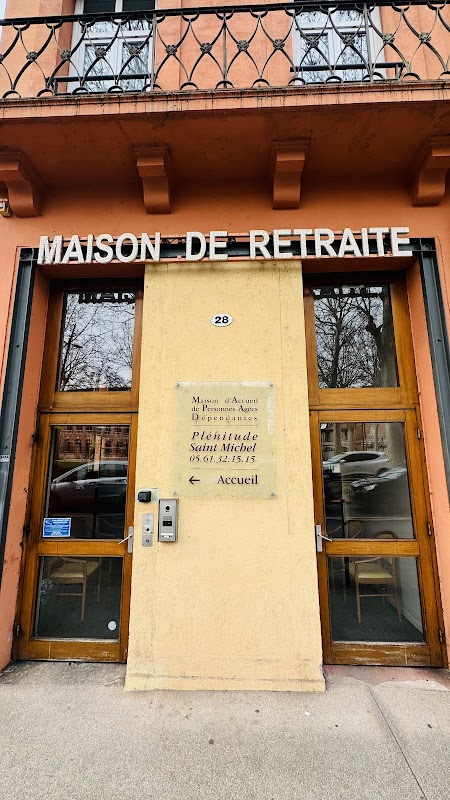 MAISON DE RETRAITE
28
Maison d'Accueil
de Personnes Agées
Dépendantes
Plénitude
Saint Michel
05.61.32.15.15
← Accueil